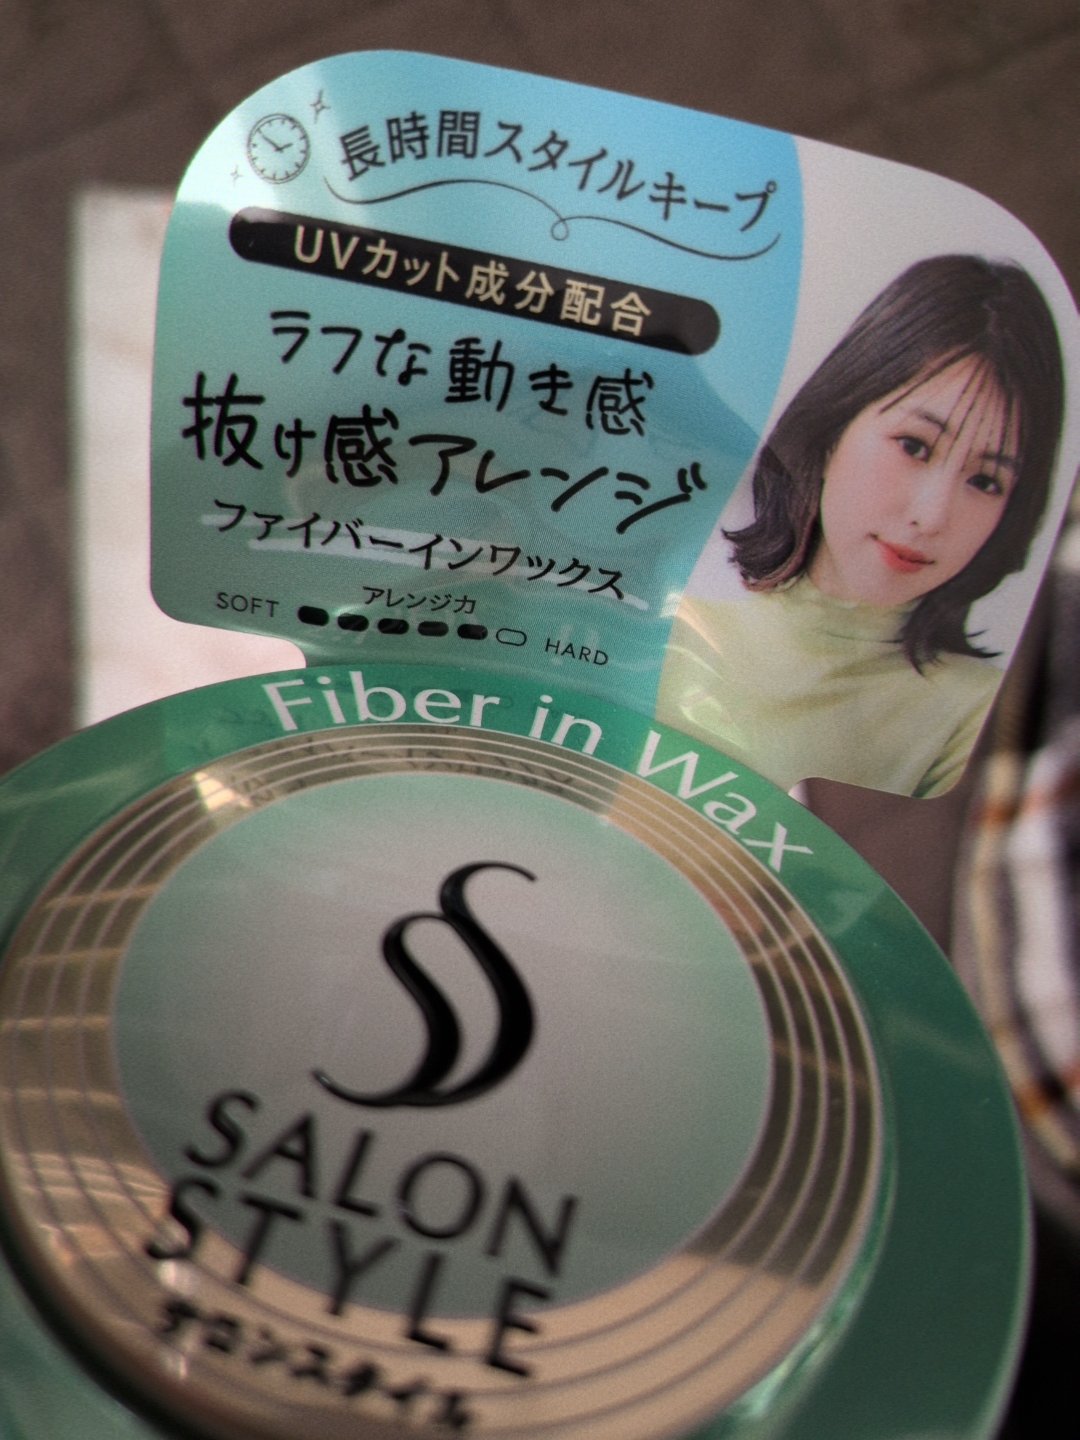 長時間スタイルキープ
UVカット成分配合
ラフな動き感
抜け感アレンジ
ファイバーインワックス
アレンジ力
SOFT
HARD
Fiber in Wax
SALON
STYLE
サロンスタイル